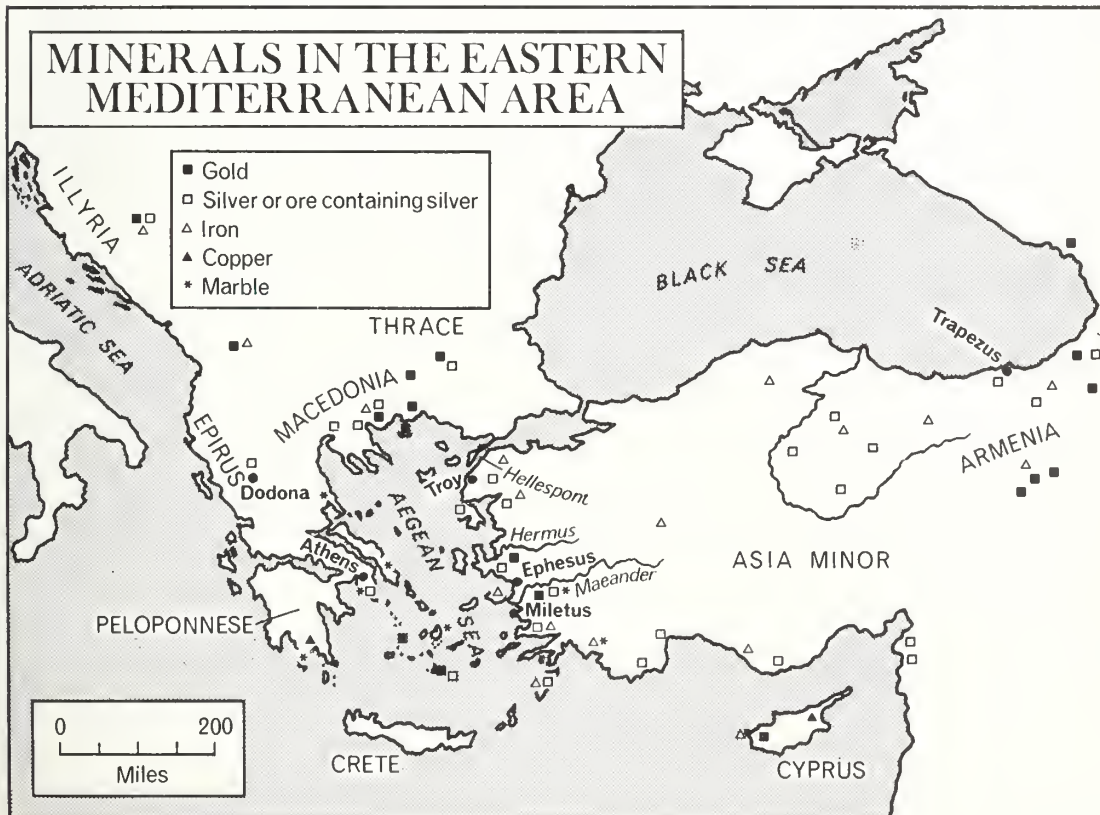 MINERALS IN THE EASTERN
MEDITERRANEAN AREA
Gold
Silver or ore containing silver
Iron
Copper
Marble
ILLYRIA
ADRIATIC SEA
BLACK SEA
THRACE
Trapezus
MACEDONIA
EPIRUS
ARMENIA
Dodona
Troy
Hellespont
AEGEAN
SEA
Hermus
Athens
Ephesus
ASIA MINOR
Maeander
Miletus
PELOPONNESE
0 200
Miles
CRETE
CYPRUS